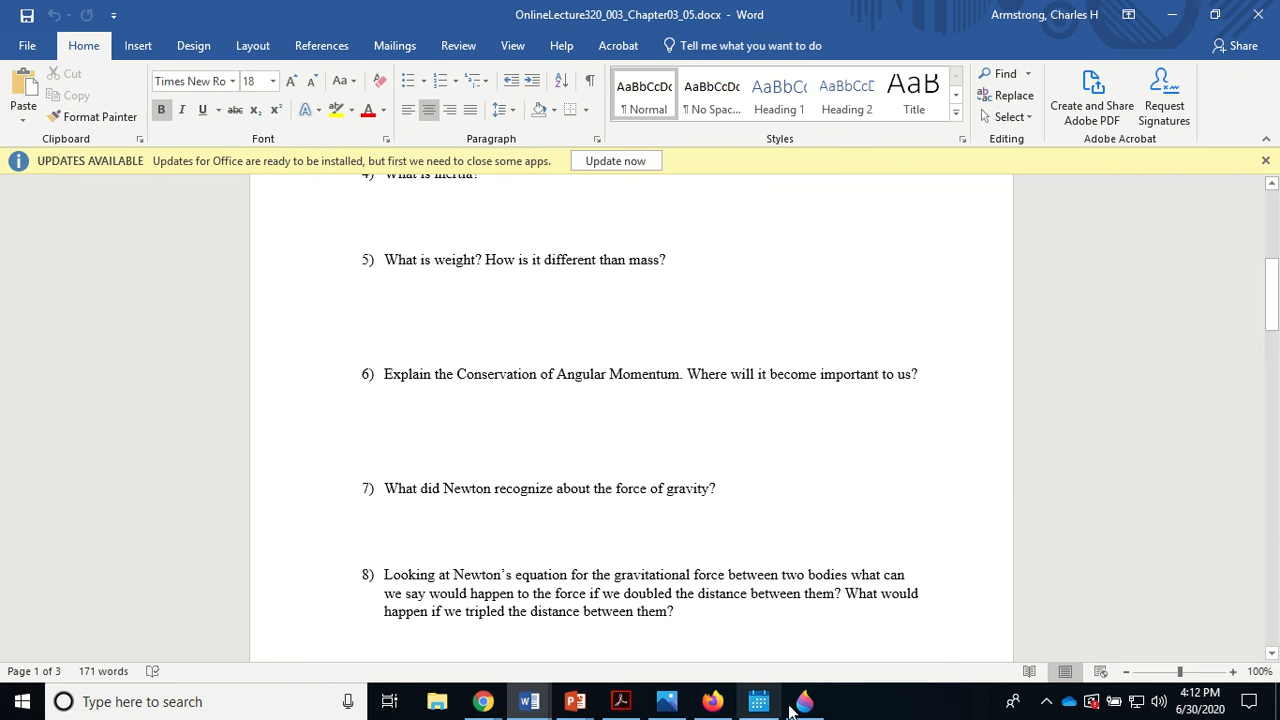 OnlineLecture320_003_Chapter03_05.docx - Word
Armstrong, Charles H
File Home Insert Design Layout References Mailings Review View Help Acrobat Tell me what you want to do Share
Paste
Cut
Copy
Format Painter
Clipboard
Times New Ro 18
Font
Paragraph
AaBbCcDc AaBbCcDc AaBbCc AaBbCcD AaB
¶ Normal ¶ No Spac... Heading 1 Heading 2 Title
Styles
Find
Replace
Select
Editing
Create and Share Adobe PDF
Request Signatures
Adobe Acrobat
UPDATES AVAILABLE Updates for Office are ready to be installed, but first we need to close some apps. Update now
4) What is inertia?
5) What is weight? How is it different than mass?
6) Explain the Conservation of Angular Momentum. Where will it become important to us?
7) What did Newton recognize about the force of gravity?
8) Looking at Newton's equation for the gravitational force between two bodies what can
we say would happen to the force if we doubled the distance between them? What would
happen if we tripled the distance between them?
Page 1 of 3 171 words 100%
Type here to search
4:12 PM
6/30/2020